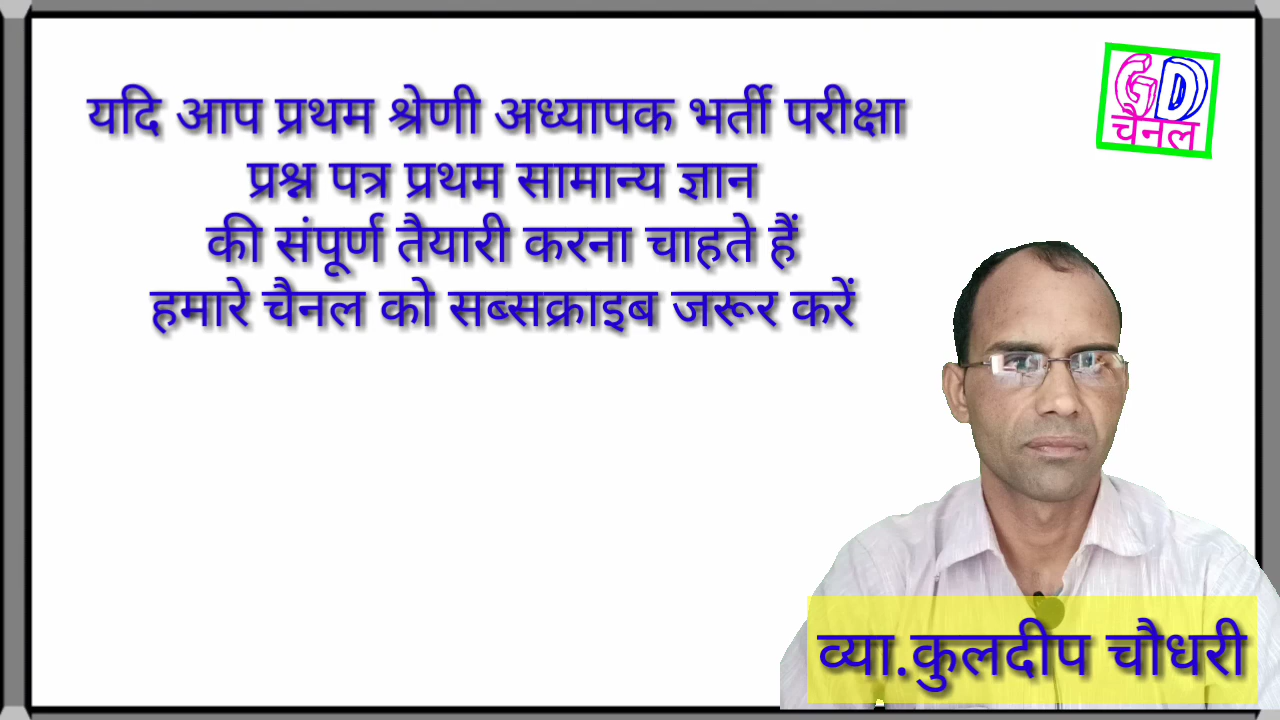 यदि आप प्रथम श्रेणी अध्यापक भर्ती परीक्षा
प्रश्न पत्र प्रथम सामान्य ज्ञान
की संपूर्ण तैयारी करना चाहते हैं
हमारे चैनल को सब्सक्राइब जरूर करें
GD
चैनल
व्या.कुलदीप चौधरी